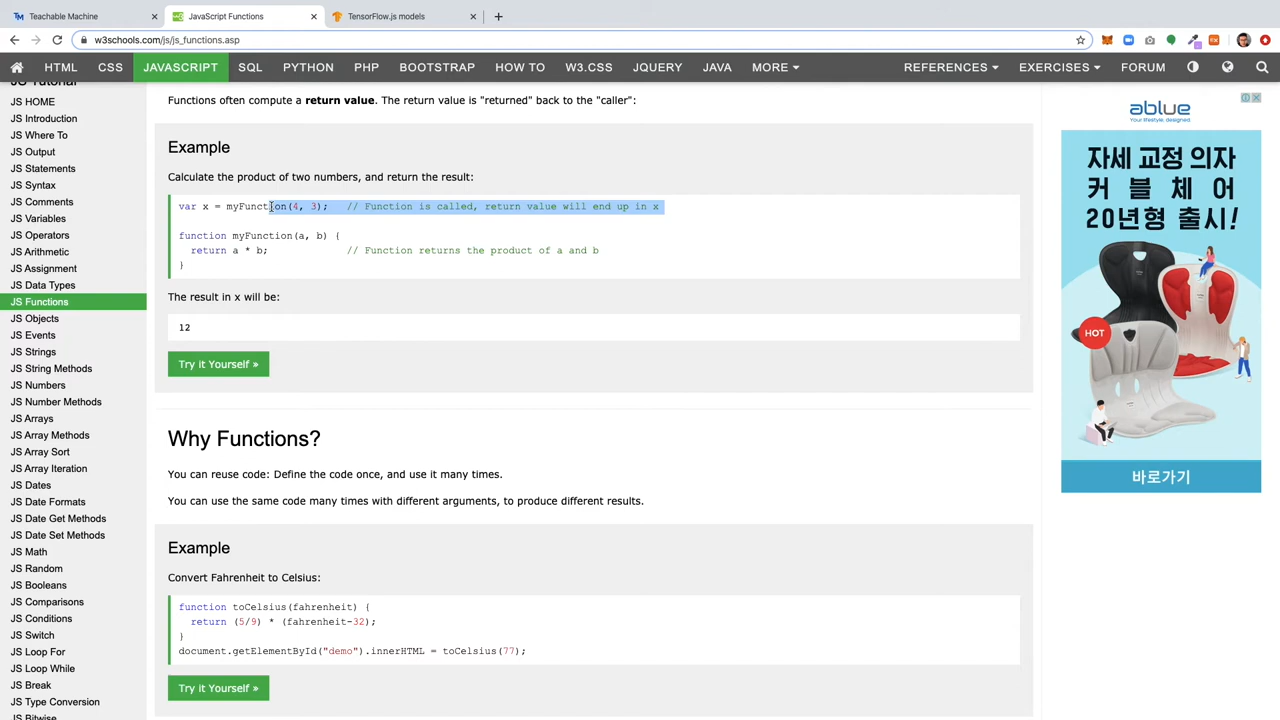 Teachable Machine
JavaScript Functions
TensorFlow.js models
w3schools.com/js/js_functions.asp
HTML CSS JAVASCRIPT SQL PYTHON PHP BOOTSTRAP HOW TO W3.CSS JQUERY JAVA MORE REFERENCES EXERCISES FORUM
JS Tutorial
JS HOME
JS Introduction
JS Where To
JS Output
JS Statements
JS Syntax
JS Comments
JS Variables
JS Operators
JS Arithmetic
JS Assignment
JS Data Types
JS Functions
JS Objects
JS Events
JS Strings
JS String Methods
JS Numbers
JS Number Methods
JS Arrays
JS Array Methods
JS Array Sort
JS Array Iteration
JS Dates
JS Date Formats
JS Date Get Methods
JS Date Set Methods
JS Math
JS Random
JS Booleans
JS Comparisons
JS Conditions
JS Switch
JS Loop For
JS Loop While
JS Break
JS Type Conversion
JS Bitwise
Functions often compute a return value. The return value is "returned" back to the "caller":
Example
Calculate the product of two numbers, and return the result:
var x = myFunction(4, 3);   // Function is called, return value will end up in x
function myFunction(a, b) {
return a * b;             // Function returns the product of a and b
}
The result in x will be:
12
Try it Yourself »
Why Functions?
You can reuse code: Define the code once, and use it many times.
You can use the same code many times with different arguments, to produce different results.
Example
Convert Fahrenheit to Celsius:
function toCelsius(fahrenheit) {
return (5/9) * (fahrenheit-32);
}
document.getElementById("demo").innerHTML = toCelsius(77);
Try it Yourself »
ablue
Your lifestyle, designed.
자세 교정 의자
커블체어
20년형 출시!
HOT
바로가기